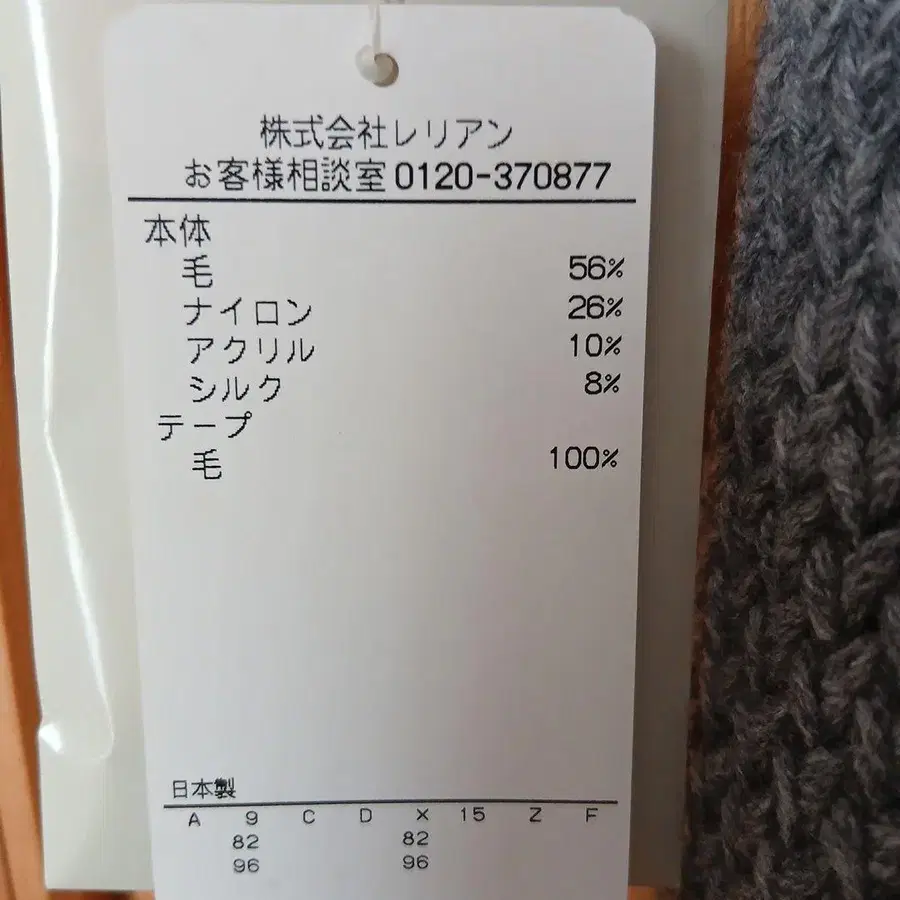 株式会社レリアン
お客様相談室 0120-370877
本体
毛 56%
ナイロン 26%
アクリル 10%
シルク 8%
テープ
毛 100%
日本製
A 9 C D X 15 Z F
82 82
96 96